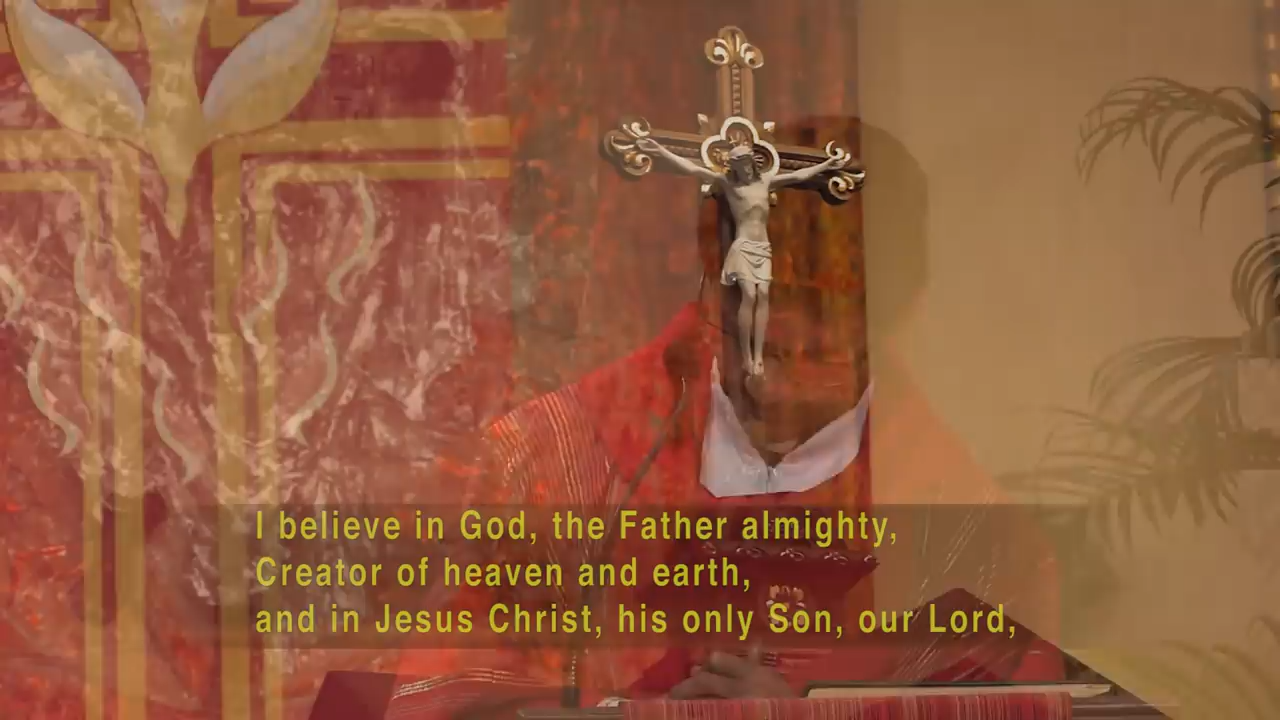 I believe in God, the Father almighty,
Creator of heaven and earth,
and in Jesus Christ, his only Son, our Lord,